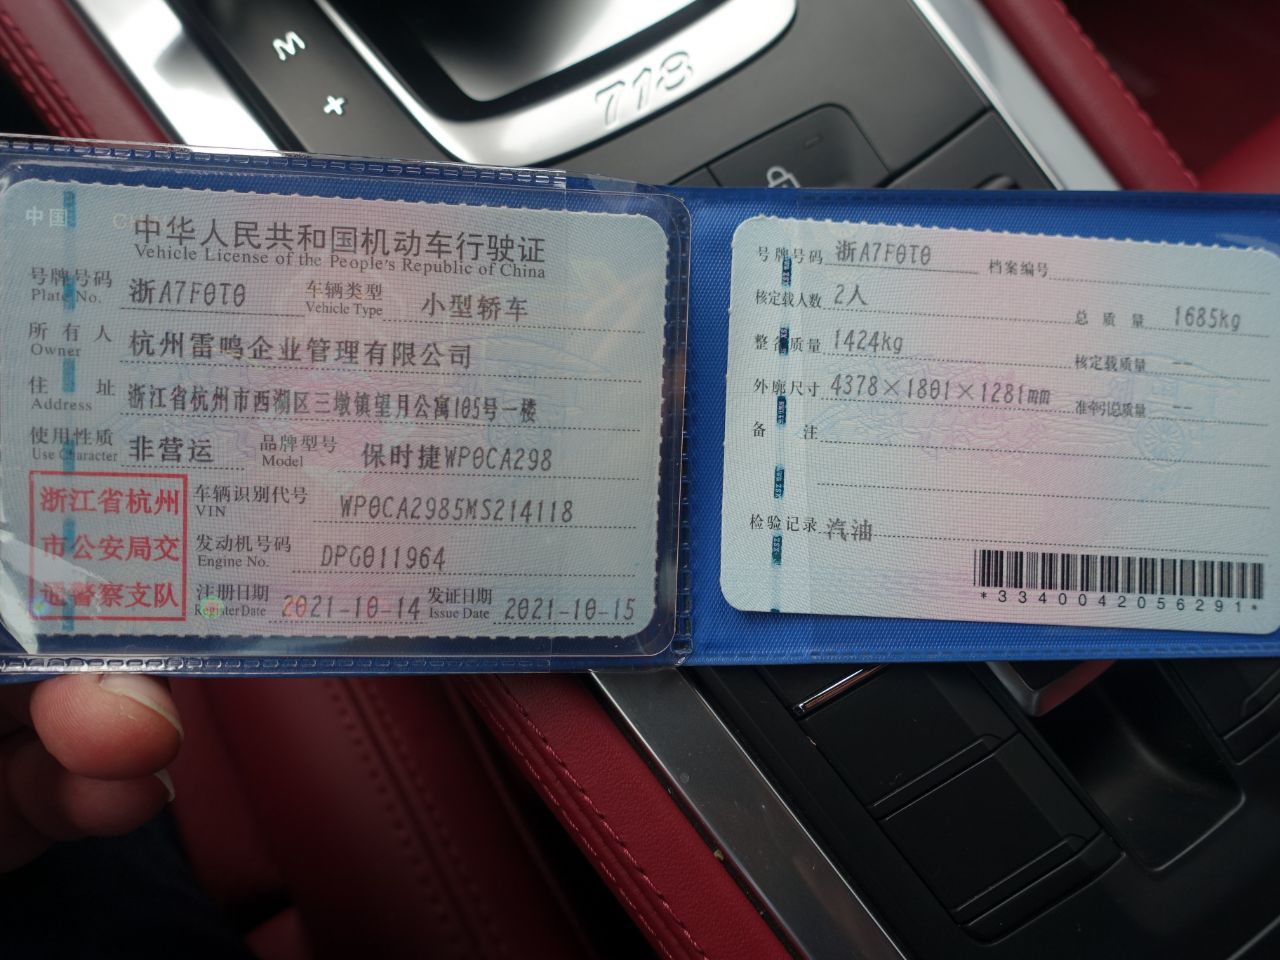 M
+
718
中国
中华人民共和国机动车行驶证
Vehicle License of the People's Republic of China
号牌号码 浙A7F0T0 车辆类型 小型轿车
Plate No. Vehicle Type
所有人 杭州雷鸣企业管理有限公司
Owner
住址 浙江省杭州市西湖区三墩镇望月公寓105号一楼
Address
使用性质 非营运 品牌型号 保时捷WP0CA298
Use Character Model
浙江省杭州
市公安局交
通警察支队
车辆识别代号 WP0CA2985MS214118
VIN
发动机号码 DPG011964
Engine No.
注册日期 2021-10-14 发证日期 2021-10-15
Register Date Issue Date
号牌号码 浙A7F0T0 档案编号
核定载人数 2人 总质量 1685kg
整备质量 1424kg 核定载质量 --
外廓尺寸 4378×1801×1281mm 准牵引总质量 --
备注
检验记录 汽油
*3340042056291*